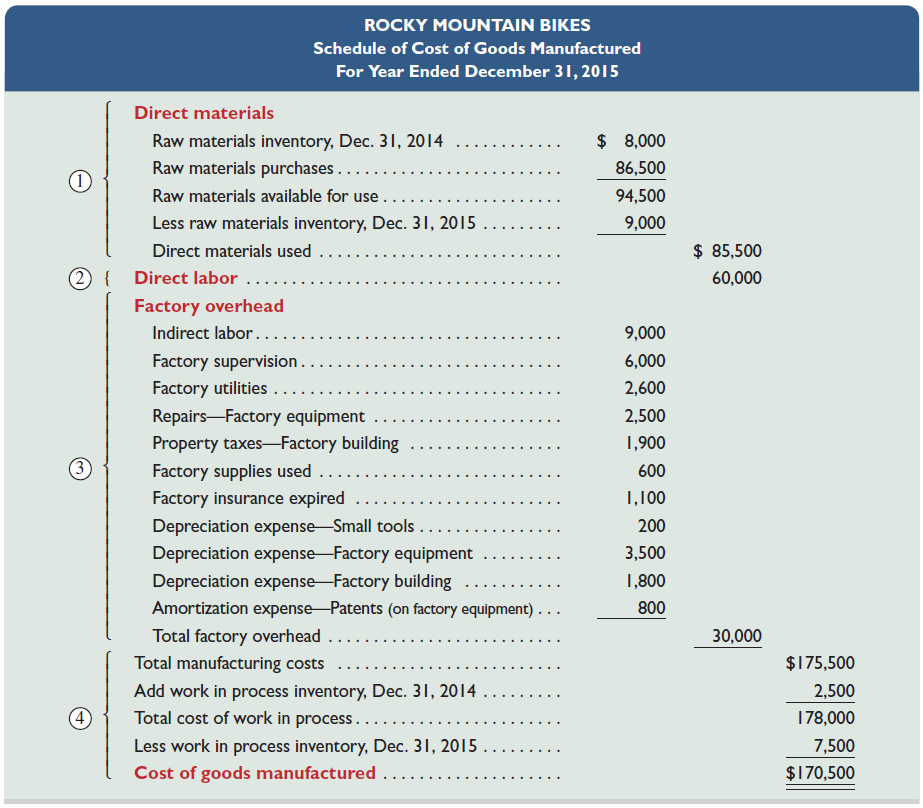 ROCKY MOUNTAIN BIKES
Schedule of Cost of Goods Manufactured
For Year Ended December 31, 2015
Direct materials
Raw materials inventory, Dec. 31, 2014 . . . . . . . . . . . . $ 8,000
① Raw materials purchases . . . . . . . . . . . . . . . . . . . . . . . . . 86,500
Raw materials available for use . . . . . . . . . . . . . . . . . . . . 94,500
Less raw materials inventory, Dec. 31, 2015 . . . . . . . . . 9,000
Direct materials used . . . . . . . . . . . . . . . . . . . . . . . . . . . $ 85,500
② { Direct labor . . . . . . . . . . . . . . . . . . . . . . . . . . . . . . . . . . . 60,000
Factory overhead
Indirect labor . . . . . . . . . . . . . . . . . . . . . . . . . . . . . . . . . . 9,000
Factory supervision . . . . . . . . . . . . . . . . . . . . . . . . . . . . . 6,000
Factory utilities . . . . . . . . . . . . . . . . . . . . . . . . . . . . . . . . 2,600
Repairs—Factory equipment . . . . . . . . . . . . . . . . . . . . . 2,500
Property taxes—Factory building . . . . . . . . . . . . . . . . . 1,900
③ Factory supplies used . . . . . . . . . . . . . . . . . . . . . . . . . . . 600
Factory insurance expired . . . . . . . . . . . . . . . . . . . . . . . 1,100
Depreciation expense—Small tools . . . . . . . . . . . . . . . . 200
Depreciation expense—Factory equipment . . . . . . . . . 3,500
Depreciation expense—Factory building . . . . . . . . . . . 1,800
Amortization expense—Patents (on factory equipment) . . . 800
Total factory overhead . . . . . . . . . . . . . . . . . . . . . . . . . . 30,000
Total manufacturing costs . . . . . . . . . . . . . . . . . . . . . . . . . $175,500
Add work in process inventory, Dec. 31, 2014 . . . . . . . . . 2,500
④ Total cost of work in process . . . . . . . . . . . . . . . . . . . . . . . 178,000
Less work in process inventory, Dec. 31, 2015 . . . . . . . . . 7,500
Cost of goods manufactured . . . . . . . . . . . . . . . . . . . . $170,500